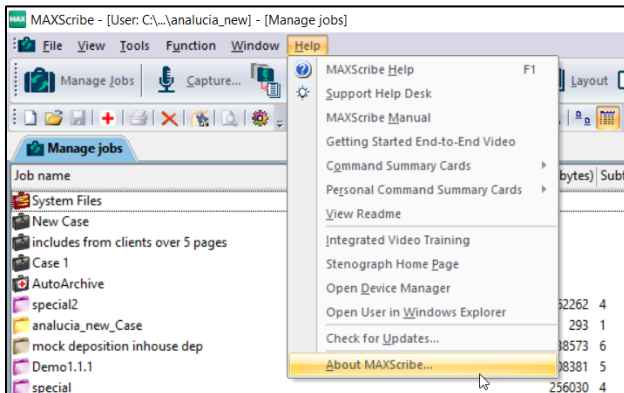 MAX MAXScribe - [User: C:\...\analucia_new] - [Manage jobs]
File View Tools Function Window Help
Manage Jobs Capture... Layout
Manage jobs
Job name bytes) Subf
System Files
New Case
includes from clients over 5 pages
Case 1
AutoArchive
special2 4
analucia_new_Case 293 1
mock deposition inhouse dep 38573 6
Demo1.1.1 08381 5
special 256030 4
MAXScribe Help F1
Support Help Desk
MAXScribe Manual
Getting Started End-to-End Video
Command Summary Cards
Personal Command Summary Cards
View Readme
Integrated Video Training
Stenograph Home Page
Open Device Manager
Open User in Windows Explorer
Check for Updates...
About MAXScribe...